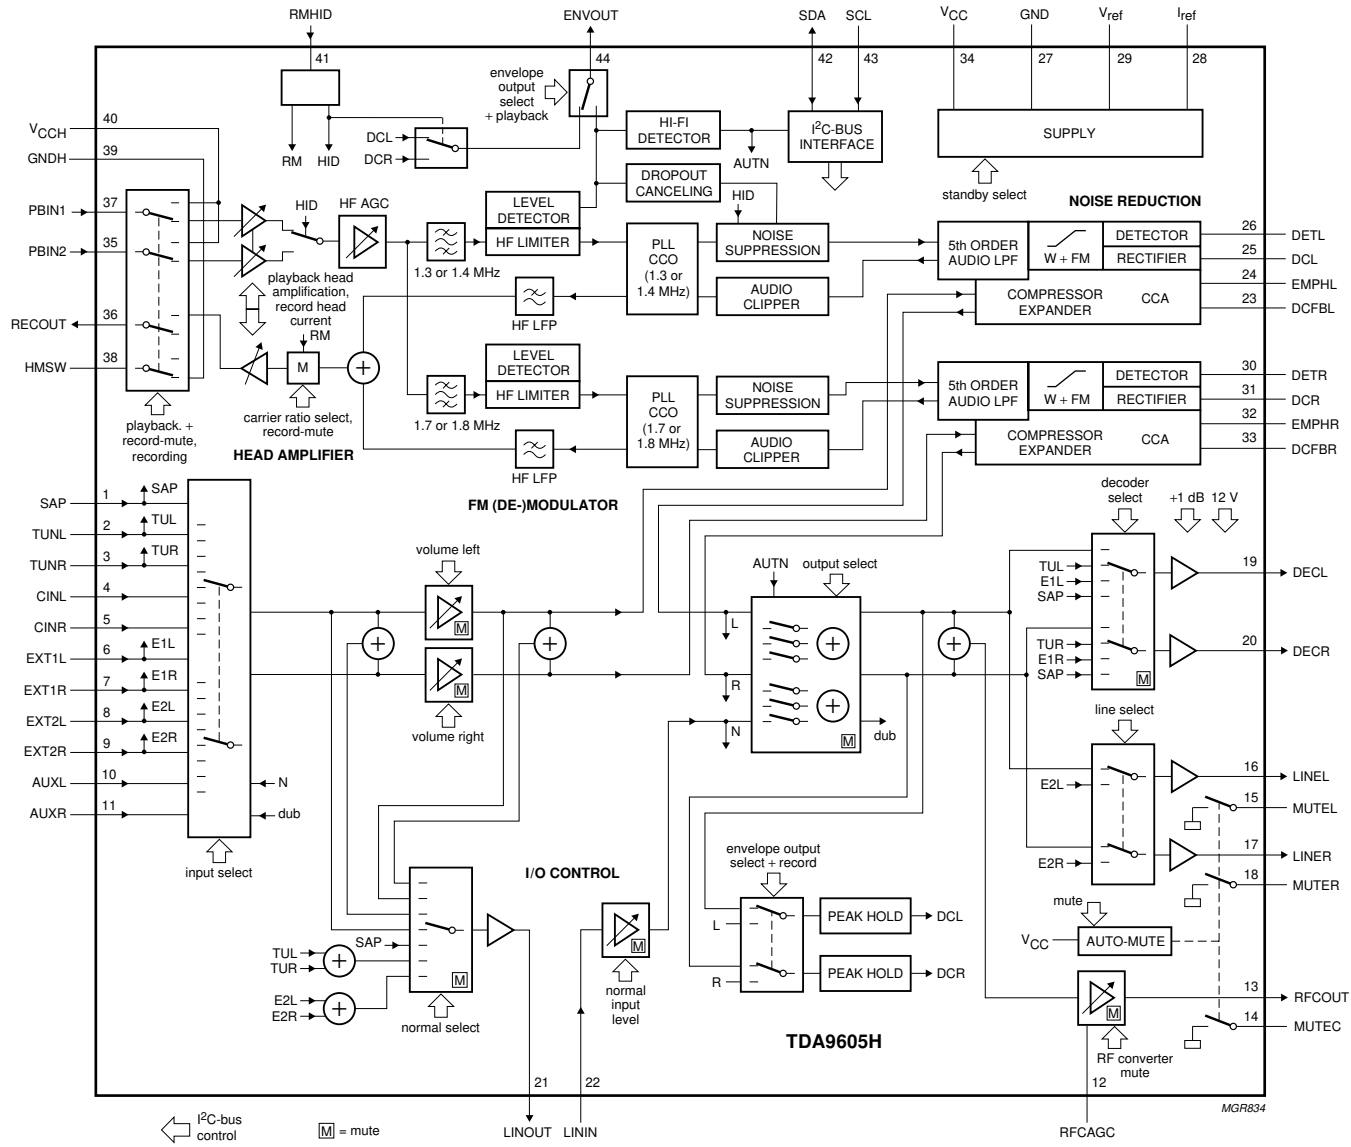 RMHID
ENVOUT
SDA
SCL
VCC
GND
Vref
Iref
41
44
42
43
34
27
29
28
envelope
output
select
+ playback
40
VCCH
39
GNDH
RM
HID
DCL
DCR
HI-FI
DETECTOR
AUTN
I2C-BUS
INTERFACE
SUPPLY
standby select
DROPOUT
CANCELING
HID
NOISE REDUCTION
37
PBIN1
35
PBIN2
36
RECOUT
38
HMSW
HID
HF AGC
LEVEL
DETECTOR
HF LIMITER
1.3 or 1.4 MHz
PLL
CCO
(1.3 or
1.4 MHz)
NOISE
SUPPRESSION
AUDIO
CLIPPER
HF LFP
5th ORDER
AUDIO LPF
W + FM
DETECTOR
RECTIFIER
COMPRESSOR
EXPANDER
CCA
26
DETL
25
DCL
24
EMPHL
23
DCFBL
playback head
amplification,
record head
current
RM
M
carrier ratio select,
record-mute
playback. +
record-mute,
recording
HEAD AMPLIFIER
LEVEL
DETECTOR
HF LIMITER
1.7 or 1.8 MHz
PLL
CCO
(1.7 or
1.8 MHz)
NOISE
SUPPRESSION
AUDIO
CLIPPER
HF LFP
FM (DE-)MODULATOR
5th ORDER
AUDIO LPF
W + FM
DETECTOR
RECTIFIER
COMPRESSOR
EXPANDER
CCA
30
DETR
31
DCR
32
EMPHR
33
DCFBR
SAP
1
SAP
TUNL
2
TUL
TUNR
3
TUR
CINL
4
CINR
5
EXT1L
6
E1L
EXT1R
7
E1R
EXT2L
8
E2L
EXT2R
9
E2R
AUXL
10
N
AUXR
11
dub
input select
volume left
M
M
volume right
AUTN
output select
L
R
N
M
dub
decoder
select
+1 dB
12 V
TUL
E1L
SAP
TUR
E1R
SAP
M
19
DECL
20
DECR
line select
E2L
E2R
16
LINEL
15
MUTEL
17
LINER
18
MUTER
mute
VCC
AUTO-MUTE
13
RFCOUT
14
MUTEC
M
RF converter
mute
12
RFCAGC
envelope output
select + record
L
R
PEAK HOLD
DCL
PEAK HOLD
DCR
I/O CONTROL
M
normal
input
level
SAP
TUL
TUR
E2L
E2R
M
normal select
TDA9605H
21
22
LINOUT
LININ
MGR834
I2C-bus
control
M = mute